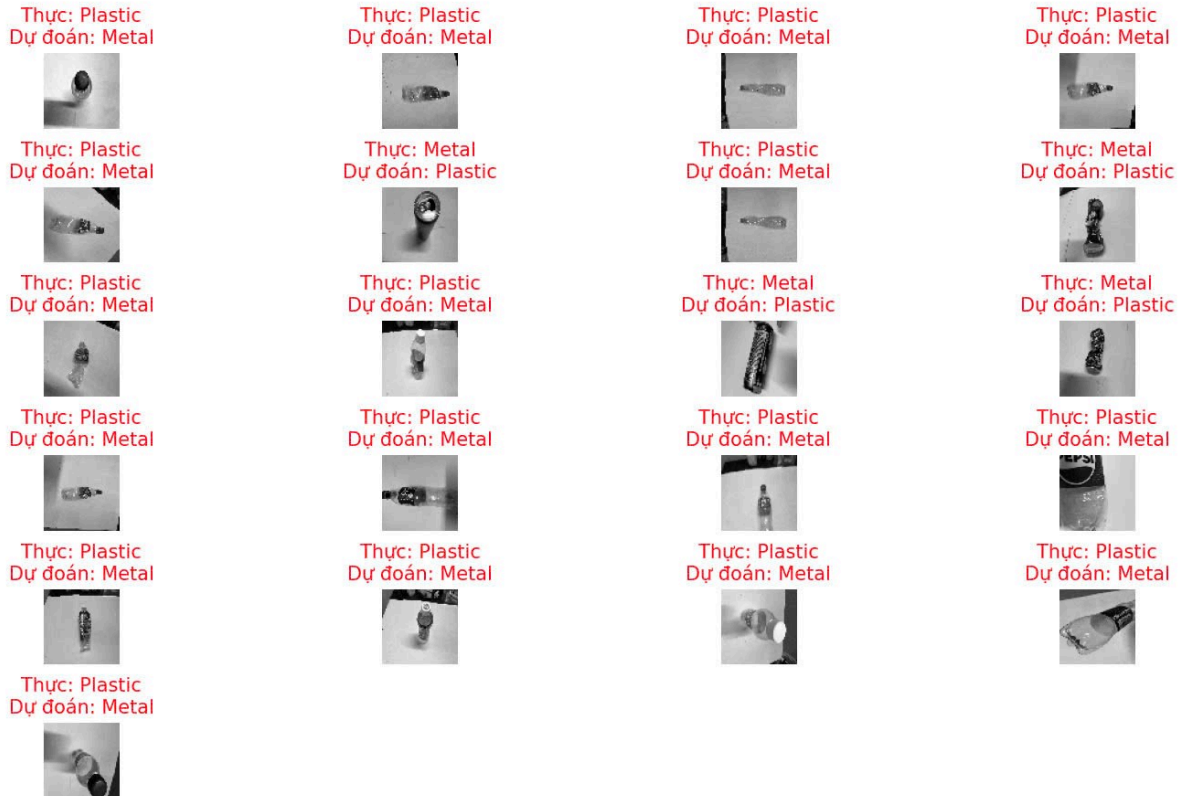 Thực: Plastic
Dự đoán: Metal
Thực: Plastic
Dự đoán: Metal
Thực: Plastic
Dự đoán: Metal
Thực: Plastic
Dự đoán: Metal
Thực: Plastic
Dự đoán: Metal
Thực: Metal
Dự đoán: Plastic
Thực: Plastic
Dự đoán: Metal
Thực: Metal
Dự đoán: Plastic
Thực: Plastic
Dự đoán: Metal
Thực: Plastic
Dự đoán: Metal
Thực: Metal
Dự đoán: Plastic
Thực: Metal
Dự đoán: Plastic
Thực: Plastic
Dự đoán: Metal
Thực: Plastic
Dự đoán: Metal
Thực: Plastic
Dự đoán: Metal
Thực: Plastic
Dự đoán: Metal
PEPSI
Thực: Plastic
Dự đoán: Metal
Thực: Plastic
Dự đoán: Metal
Thực: Plastic
Dự đoán: Metal
Thực: Plastic
Dự đoán: Metal
Thực: Plastic
Dự đoán: Metal